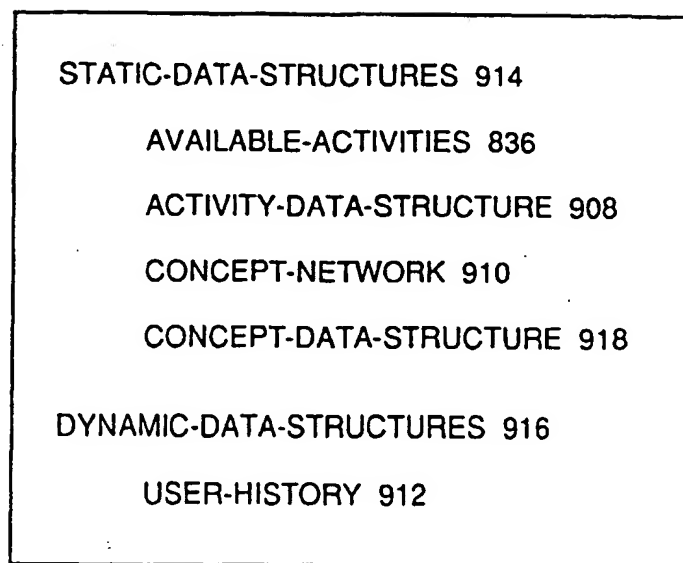 STATIC-DATA-STRUCTURES 914
AVAILABLE-ACTIVITIES 836
ACTIVITY-DATA-STRUCTURE 908
CONCEPT-NETWORK 910
CONCEPT-DATA-STRUCTURE 918
DYNAMIC-DATA-STRUCTURES 916
USER-HISTORY 912